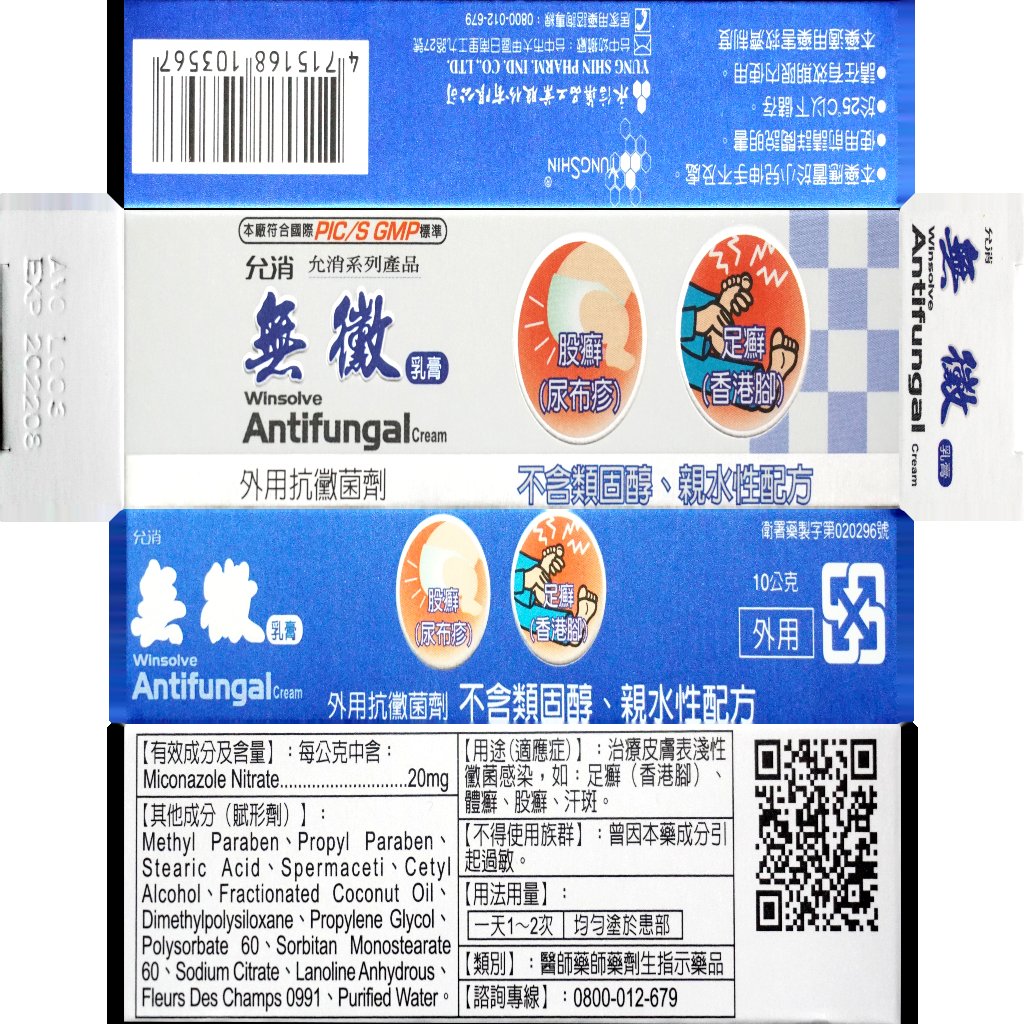 ●本藥應置於小兒伸手不及處。
●使用前請詳閱說明書。
●於25°C以下儲存。
●請在有效期限內使用。
本藥適用藥害救濟制度
YUNGSHIN®
永信藥品工業股份有限公司
YUNG SHIN PHARM. IND. CO., LTD.
台中幼獅廠：台中市大甲區日南里工九路27號
居家用藥諮詢專線：0800-012-679
4 715168 103567
A.c L003
EXP 202208
本廠符合國際PIC/S GMP標準
允消 允消系列產品
無黴乳膏
Winsolve
Antifungal Cream
外用抗黴菌劑
股癬
(尿布疹)
足癬
(香港腳)
不含類固醇、親水性配方
允消
無黴乳膏
Winsolve
Antifungal Cream
允消
無黴乳膏
Winsolve
Antifungal Cream
股癬
(尿布疹)
足癬
(香港腳)
外用抗黴菌劑 不含類固醇、親水性配方
衛署藥製字第020296號
10公克
外用
【有效成分及含量】：每公克中含：
Miconazole Nitrate............................20mg
【其他成分（賦形劑）】：
Methyl Paraben、Propyl Paraben、
Stearic Acid、Spermaceti、Cetyl
Alcohol、Fractionated Coconut Oil、
Dimethylpolysiloxane、Propylene Glycol、
Polysorbate 60、Sorbitan Monostearate
60、Sodium Citrate、Lanoline Anhydrous、
Fleurs Des Champs 0991、Purified Water。
【用途(適應症)】：治療皮膚表淺性
黴菌感染，如：足癬（香港腳）、
體癬、股癬、汗斑。
【不得使用族群】：曾因本藥成分引
起過敏。
【用法用量】：
一天1～2次 均勻塗於患部
【類別】：醫師藥師藥劑生指示藥品
【諮詢專線】：0800-012-679